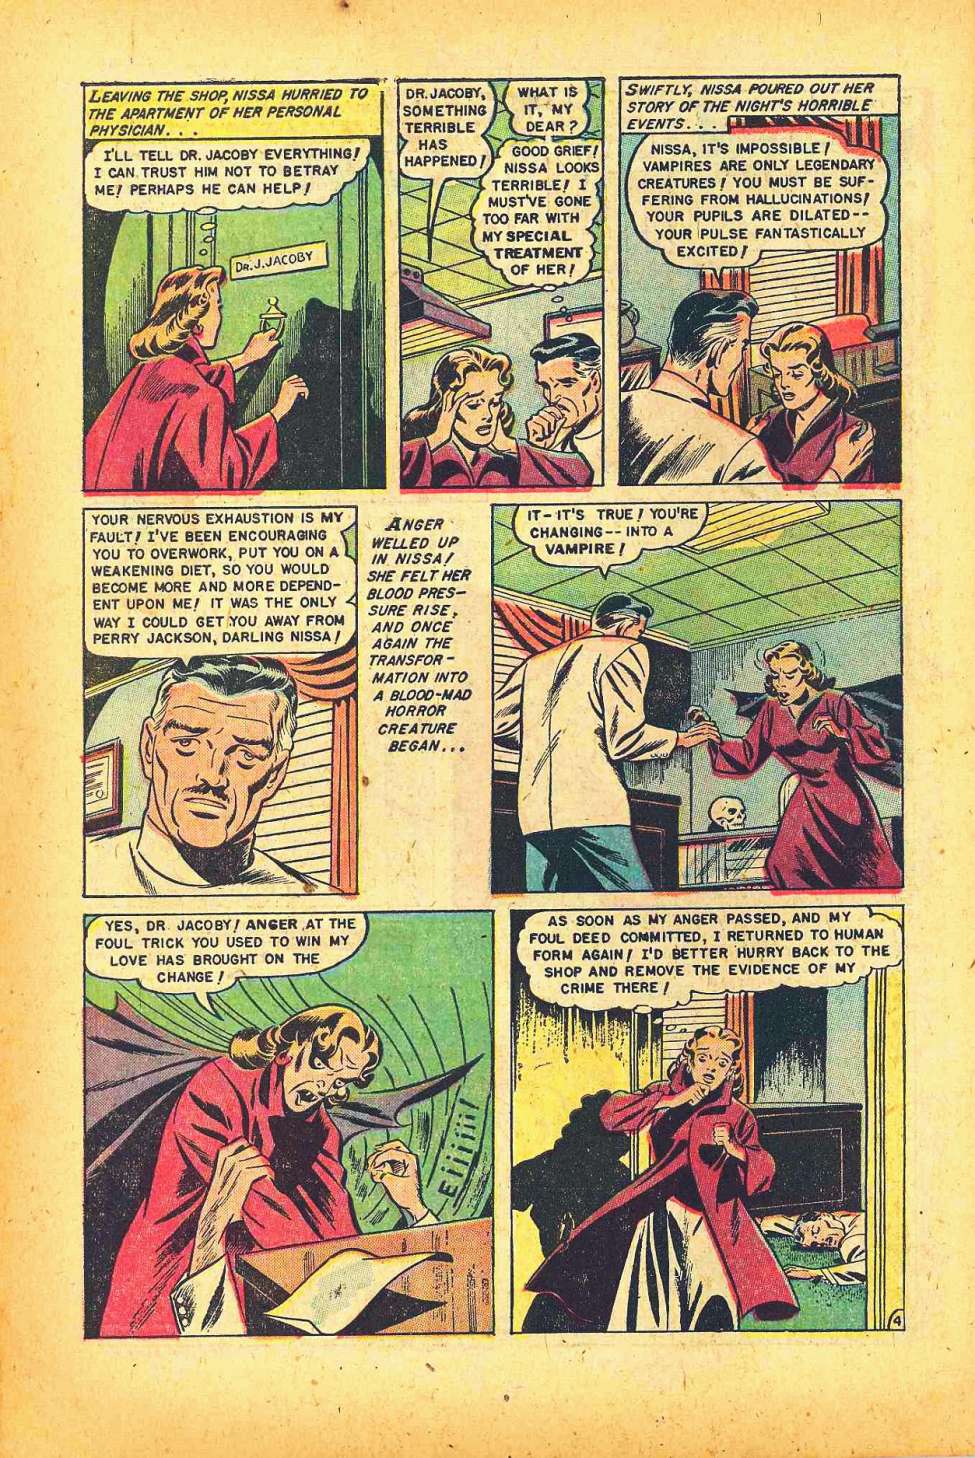 LEAVING THE SHOP, NISSA HURRIED TO
THE APARTMENT OF HER PERSONAL
PHYSICIAN...
I'LL TELL DR. JACOBY EVERYTHING!
I CAN TRUST HIM NOT TO BETRAY
ME! PERHAPS HE CAN HELP!
DR. J. JACOBY
DR. JACOBY,
SOMETHING
TERRIBLE
HAS
HAPPENED!
WHAT IS
IT, MY
DEAR?
GOOD GRIEF!
NISSA LOOKS
TERRIBLE! I
MUST'VE GONE
TOO FAR WITH
MY SPECIAL
TREATMENT
OF HER!
SWIFTLY, NISSA POURED OUT HER
STORY OF THE NIGHT'S HORRIBLE
EVENTS...
NISSA, IT'S IMPOSSIBLE!
VAMPIRES ARE ONLY LEGENDARY
CREATURES! YOU MUST BE SUF-
FERING FROM HALLUCINATIONS!
YOUR PUPILS ARE DILATED--
YOUR PULSE FANTASTICALLY
EXCITED!
YOUR NERVOUS EXHAUSTION IS MY
FAULT! I'VE BEEN ENCOURAGING
YOU TO OVERWORK, PUT YOU ON A
WEAKENING DIET, SO YOU WOULD
BECOME MORE AND MORE DEPEND-
ENT UPON ME! IT WAS THE ONLY
WAY I COULD GET YOU AWAY FROM
PERRY JACKSON, DARLING NISSA!
ANGER
WELLED UP
IN NISSA!
SHE FELT HER
BLOOD PRES-
SURE RISE,
AND ONCE
AGAIN THE
TRANSFOR-
MATION INTO
A BLOOD-MAD
HORROR
CREATURE
BEGAN...
IT-IT'S TRUE! YOU'RE
CHANGING-- INTO A
VAMPIRE!
YES, DR. JACOBY! ANGER AT THE
FOUL TRICK YOU USED TO WIN MY
LOVE HAS BROUGHT ON THE
CHANGE!
Eiiiiii!
AS SOON AS MY ANGER PASSED, AND MY
FOUL DEED COMMITTED, I RETURNED TO HUMAN
FORM AGAIN! I'D BETTER HURRY BACK TO THE
SHOP AND REMOVE THE EVIDENCE OF MY
CRIME THERE!
4